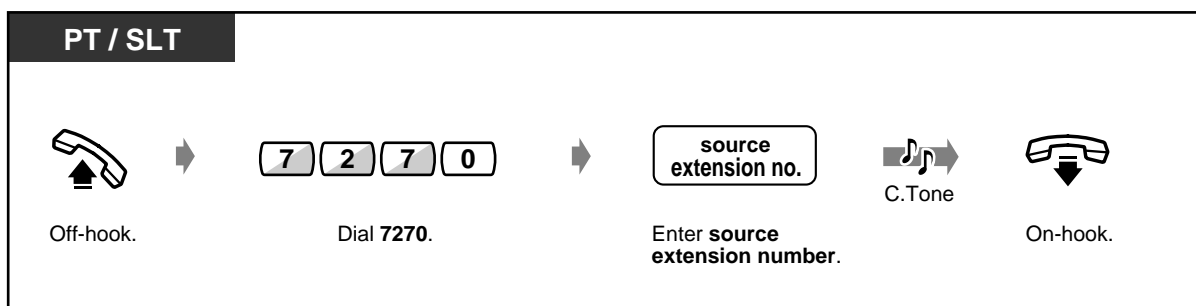 PT / SLT
7 2 7 0
source
extension no.
C.Tone
Off-hook.
Dial 7270.
Enter source
extension number.
On-hook.